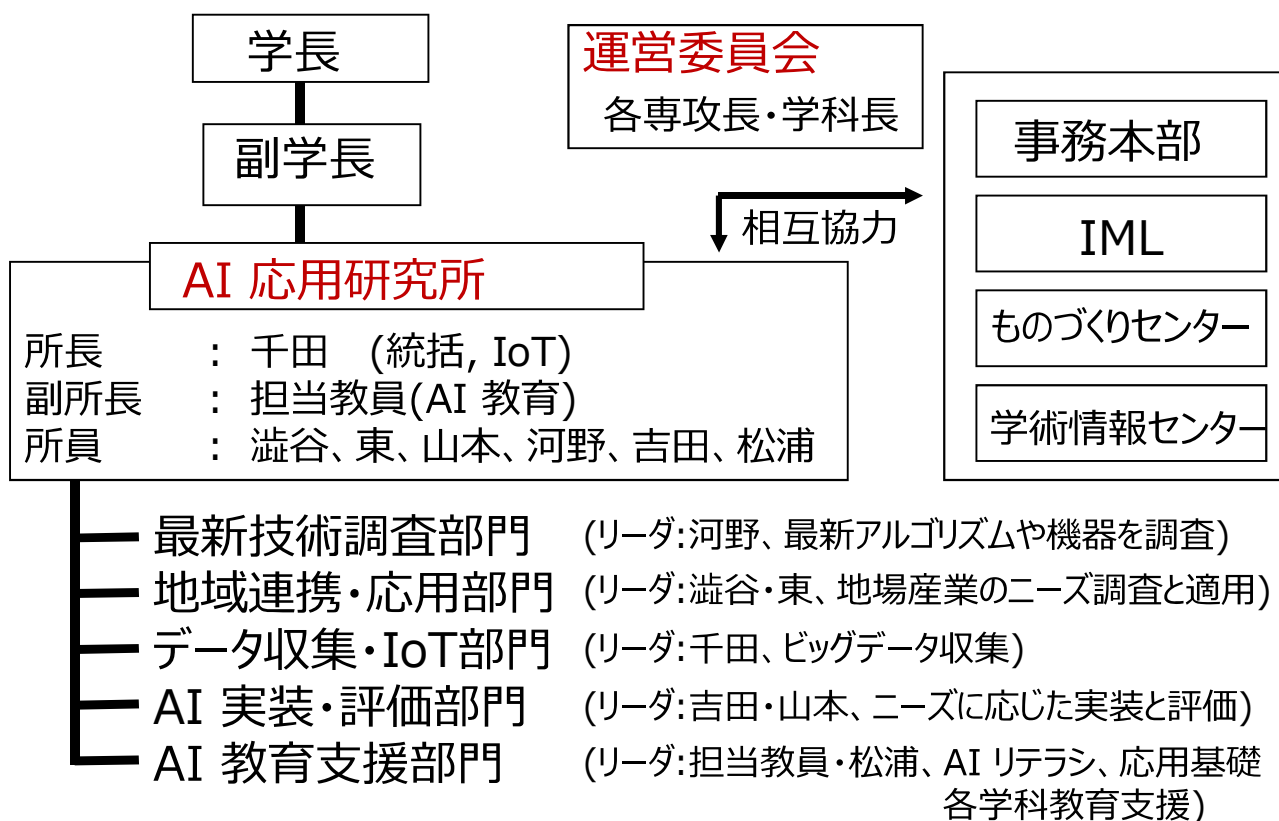 学長
副学長
運営委員会
各専攻長・学科長
事務本部
IML
ものづくりセンター
学術情報センター
相互協力
AI 応用研究所
所長 : 千田 (統括, IoT)
副所長 : 担当教員(AI 教育)
所員 : 澁谷、東、山本、河野、吉田、松浦
最新技術調査部門 (リーダ:河野、最新アルゴリズムや機器を調査)
地域連携・応用部門 (リーダ:澁谷・東、地場産業のニーズ調査と適用)
データ収集・IoT部門 (リーダ:千田、ビッグデータ収集)
AI 実装・評価部門 (リーダ:吉田・山本、ニーズに応じた実装と評価)
AI 教育支援部門 (リーダ:担当教員・松浦、AI リテラシ、応用基礎
各学科教育支援)